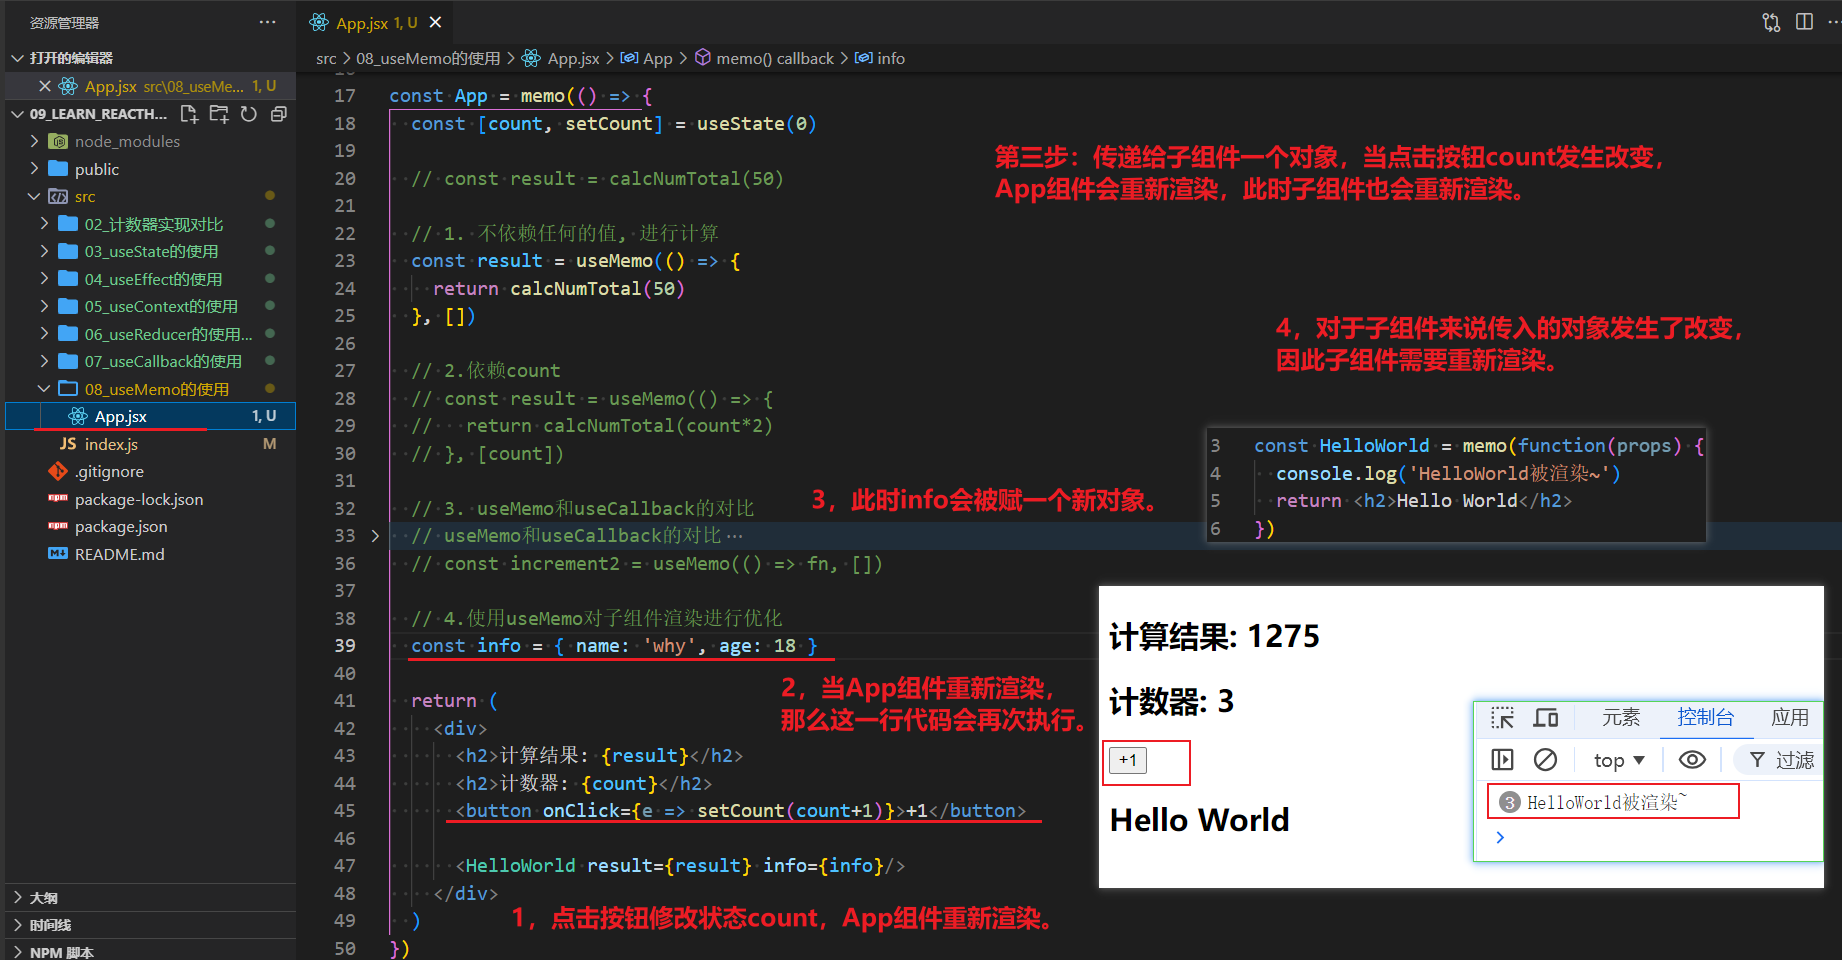 资源管理器 ···
打开的编辑器
App.jsx src\08_useMe... 1, U
09_LEARN_REACTH...
node_modules
public
src
02_计数器实现对比
03_useState的使用
04_useEffect的使用
05_useContext的使用
06_useReducer的使用...
07_useCallback的使用
08_useMemo的使用
App.jsx 1, U
JS index.js M
.gitignore
npm package-lock.json
npm package.json
README.md
大纲
时间线
NPM 脚本
App.jsx 1, U
src > 08_useMemo的使用 > App.jsx > App > memo() callback > info
17 const App = memo(() => {
18 const [count, setCount] = useState(0)
19
20 // const result = calcNumTotal(50)
21
22 // 1. 不依赖任何的值, 进行计算
23 const result = useMemo(() => {
24 return calcNumTotal(50)
25 }, [])
26
27 // 2.依赖count
28 // const result = useMemo(() => {
29 //   return calcNumTotal(count*2)
30 // }, [count])
31
32 // 3. useMemo和useCallback的对比
33 // useMemo和useCallback的对比 ···
36 // const increment2 = useMemo(() => fn, [])
37
38 // 4.使用useMemo对子组件渲染进行优化
39 const info = { name: 'why', age: 18 }
40
41 return (
42 <div>
43 <h2>计算结果: {result}</h2>
44 <h2>计数器: {count}</h2>
45 <button onClick={e => setCount(count+1)}>+1</button>
46
47 <HelloWorld result={result} info={info}/>
48 </div>
49 )
50 })
第三步：传递给子组件一个对象，当点击按钮count发生改变，
App组件会重新渲染，此时子组件也会重新渲染。
4，对于子组件来说传入的对象发生了改变，
因此子组件需要重新渲染。
3 const HelloWorld = memo(function(props) {
4 console.log('HelloWorld被渲染~')
5 return <h2>Hello World</h2>
6 })
3，此时info会被赋一个新对象。
2，当App组件重新渲染，
那么这一行代码会再次执行。
1，点击按钮修改状态count，App组件重新渲染。
计算结果: 1275
计数器: 3
+1
Hello World
元素 控制台 应用
top ▼ 过滤
3 HelloWorld被渲染~
>